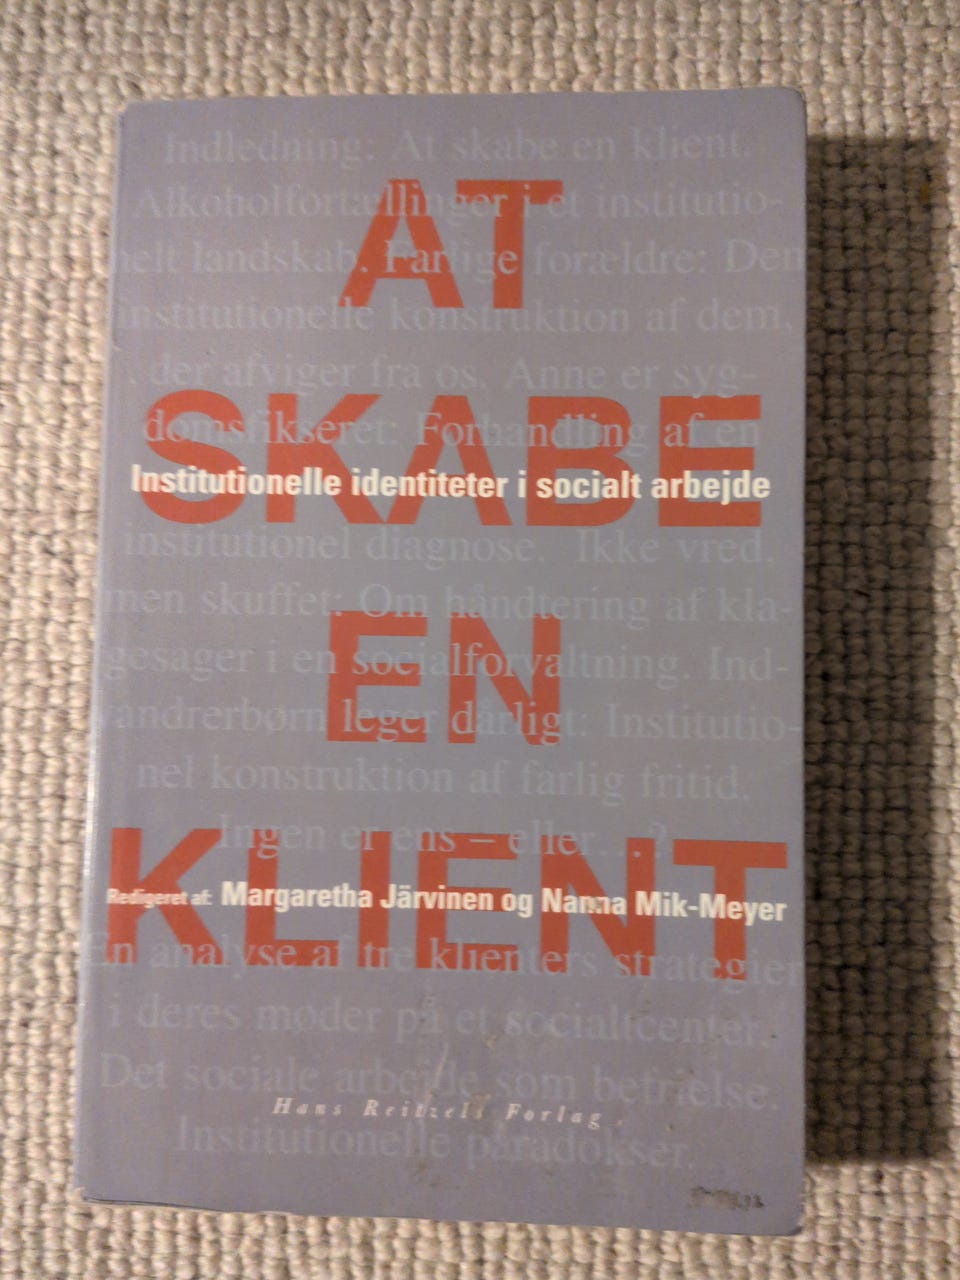 Indledning: At skabe en klient.
Alkoholfortællinger i et institutio-
nelt landskab. Farlige forældre: Den
institutionelle konstruktion af dem,
der afviger fra os. Anne er syg-
domsfikseret: Forhandling af en
institutionel diagnose. Ikke vred,
men skuffet: Om håndtering af kla-
gesager i en socialforvaltning. Ind-
vandrerbørn leger dårligt: Institutio-
nel konstruktion af farlig fritid.
Ingen er ens – eller...?
En analyse af tre klienters strategier
i deres møder på et socialcenter.
Det sociale arbejde som befrielse.
Institutionelle paradokser.
AT
SKABE
Institutionelle identiteter i socialt arbejde
EN
KLIENT
Redigeret af: Margaretha Järvinen og Nanna Mik-Meyer
Hans Reitzels Forlag